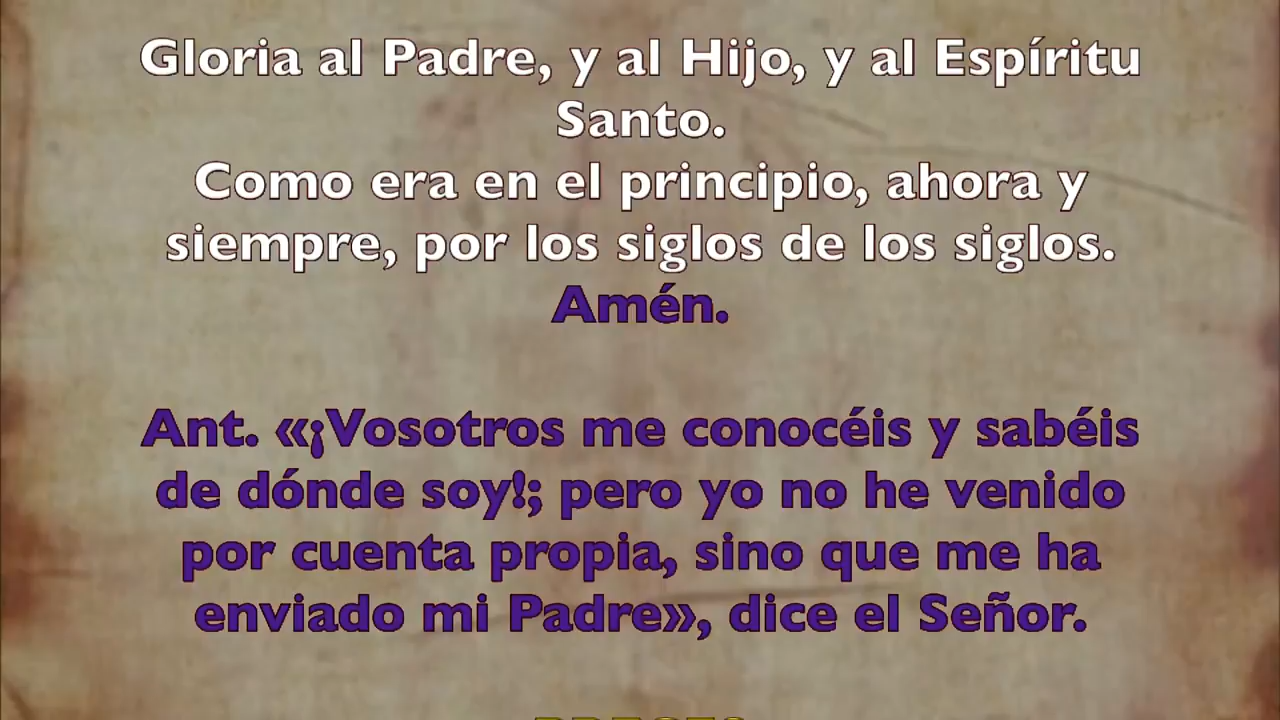 Gloria al Padre, y al Hijo, y al Espíritu
Santo.
Como era en el principio, ahora y
siempre, por los siglos de los siglos.
Amén.
Ant. «¡Vosotros me conocéis y sabéis
de dónde soy!; pero yo no he venido
por cuenta propia, sino que me ha
enviado mi Padre», dice el Señor.